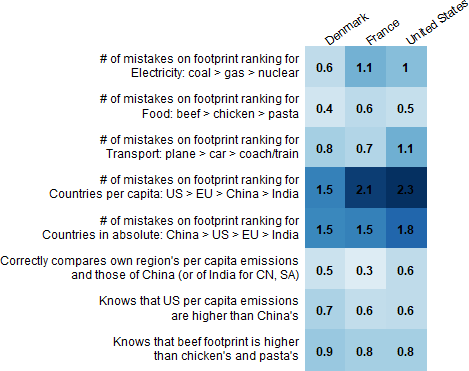 Denmark France United States
# of mistakes on footprint ranking for
Electricity: coal > gas > nuclear
0.6 1.1 1
# of mistakes on footprint ranking for
Food: beef > chicken > pasta
0.4 0.6 0.5
# of mistakes on footprint ranking for
Transport: plane > car > coach/train
0.8 0.7 1.1
# of mistakes on footprint ranking for
Countries per capita: US > EU > China > India
1.5 2.1 2.3
# of mistakes on footprint ranking for
Countries in absolute: China > US > EU > India
1.5 1.5 1.8
Correctly compares own region's per capita emissions
and those of China (or of India for CN, SA)
0.5 0.3 0.6
Knows that US per capita emissions
are higher than China's
0.7 0.6 0.6
Knows that beef footprint is higher
than chicken's and pasta's
0.9 0.8 0.8